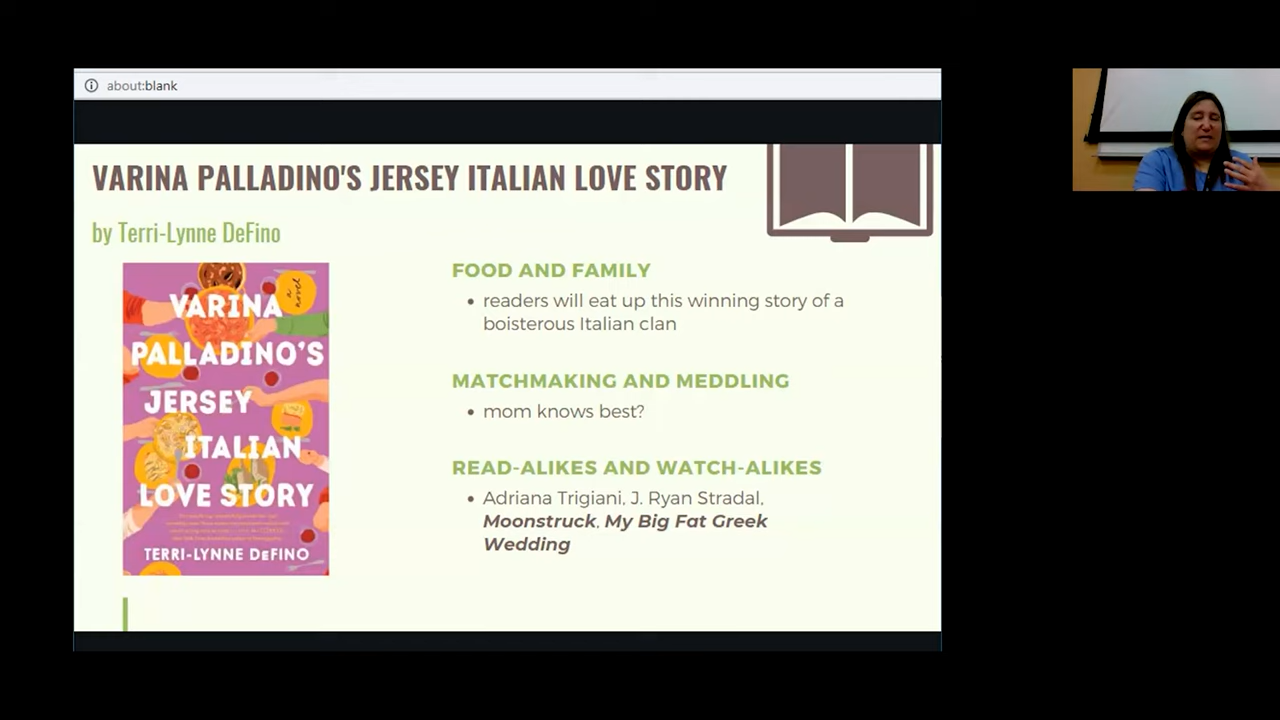 about:blank
VARINA PALLADINO'S JERSEY ITALIAN LOVE STORY
by Terri-Lynne DeFino
VARINA
a novel
PALLADINO'S
JERSEY
ITALIAN
LOVE STORY
TERRI-LYNNE DeFINO
FOOD AND FAMILY
• readers will eat up this winning story of a
boisterous Italian clan
MATCHMAKING AND MEDDLING
• mom knows best?
READ-ALIKES AND WATCH-ALIKES
• Adriana Trigiani, J. Ryan Stradal,
Moonstruck, My Big Fat Greek
Wedding